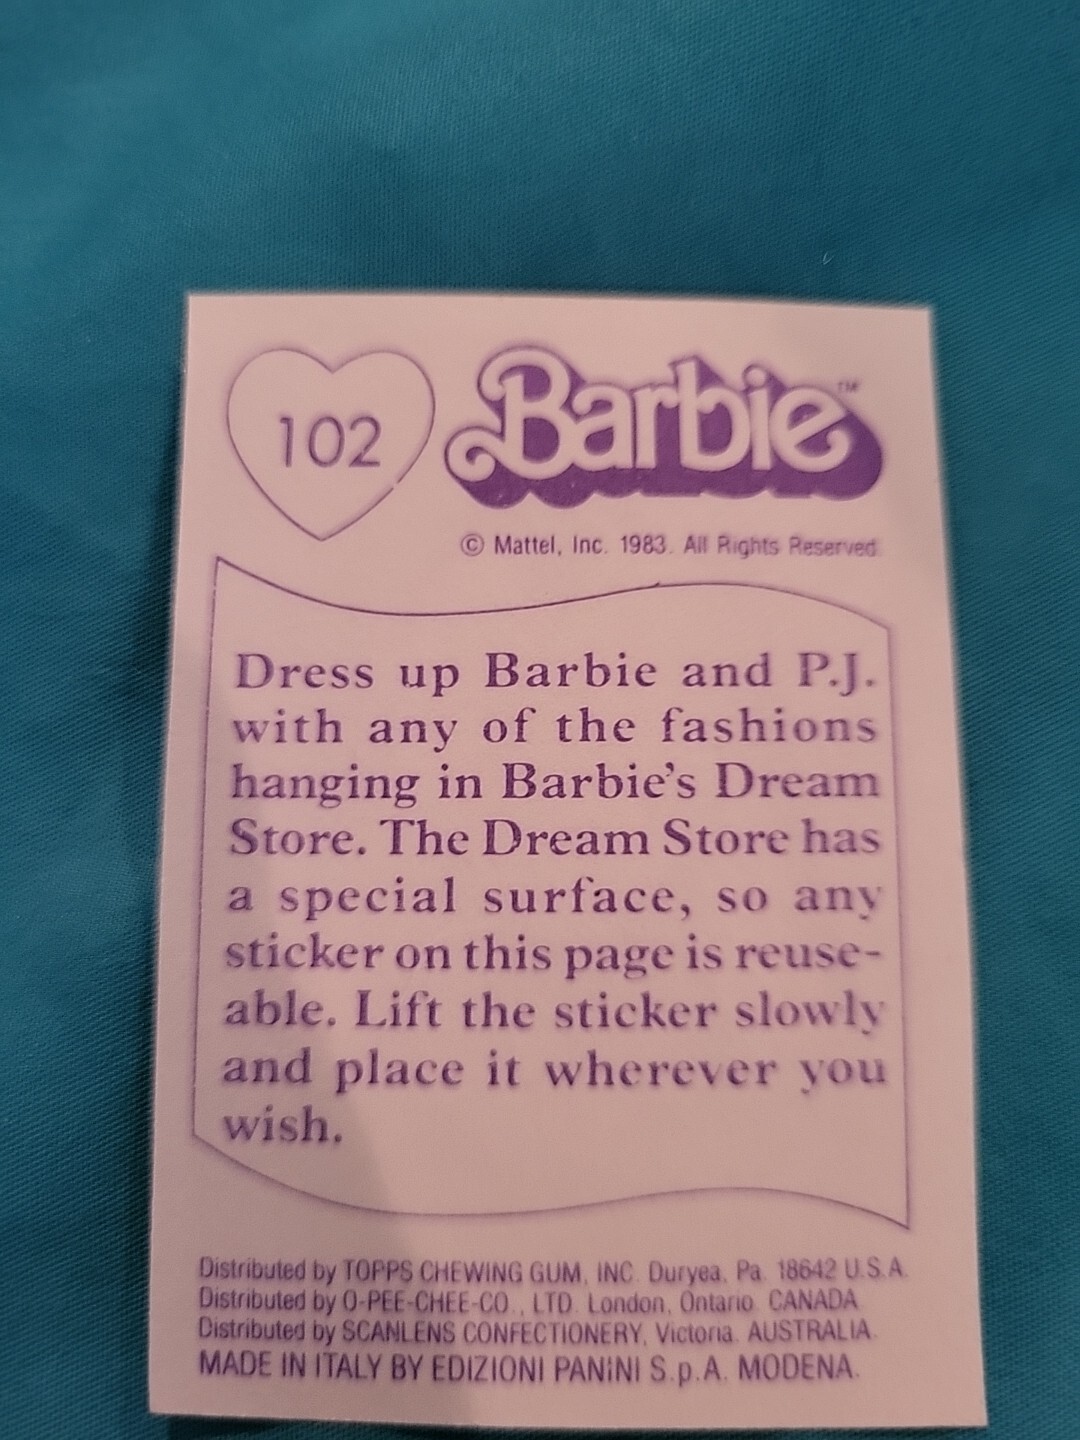 102
Barbie™
© Mattel, Inc. 1983. All Rights Reserved.
Dress up Barbie and P.J.
with any of the fashions
hanging in Barbie's Dream
Store. The Dream Store has
a special surface, so any
sticker on this page is reuse-
able. Lift the sticker slowly
and place it wherever you
wish.
Distributed by TOPPS CHEWING GUM, INC. Duryea, Pa. 18642 U.S.A.
Distributed by O-PEE-CHEE-CO., LTD. London, Ontario. CANADA
Distributed by SCANLENS CONFECTIONERY, Victoria. AUSTRALIA.
MADE IN ITALY BY EDIZIONI PANINI S.p.A. MODENA.